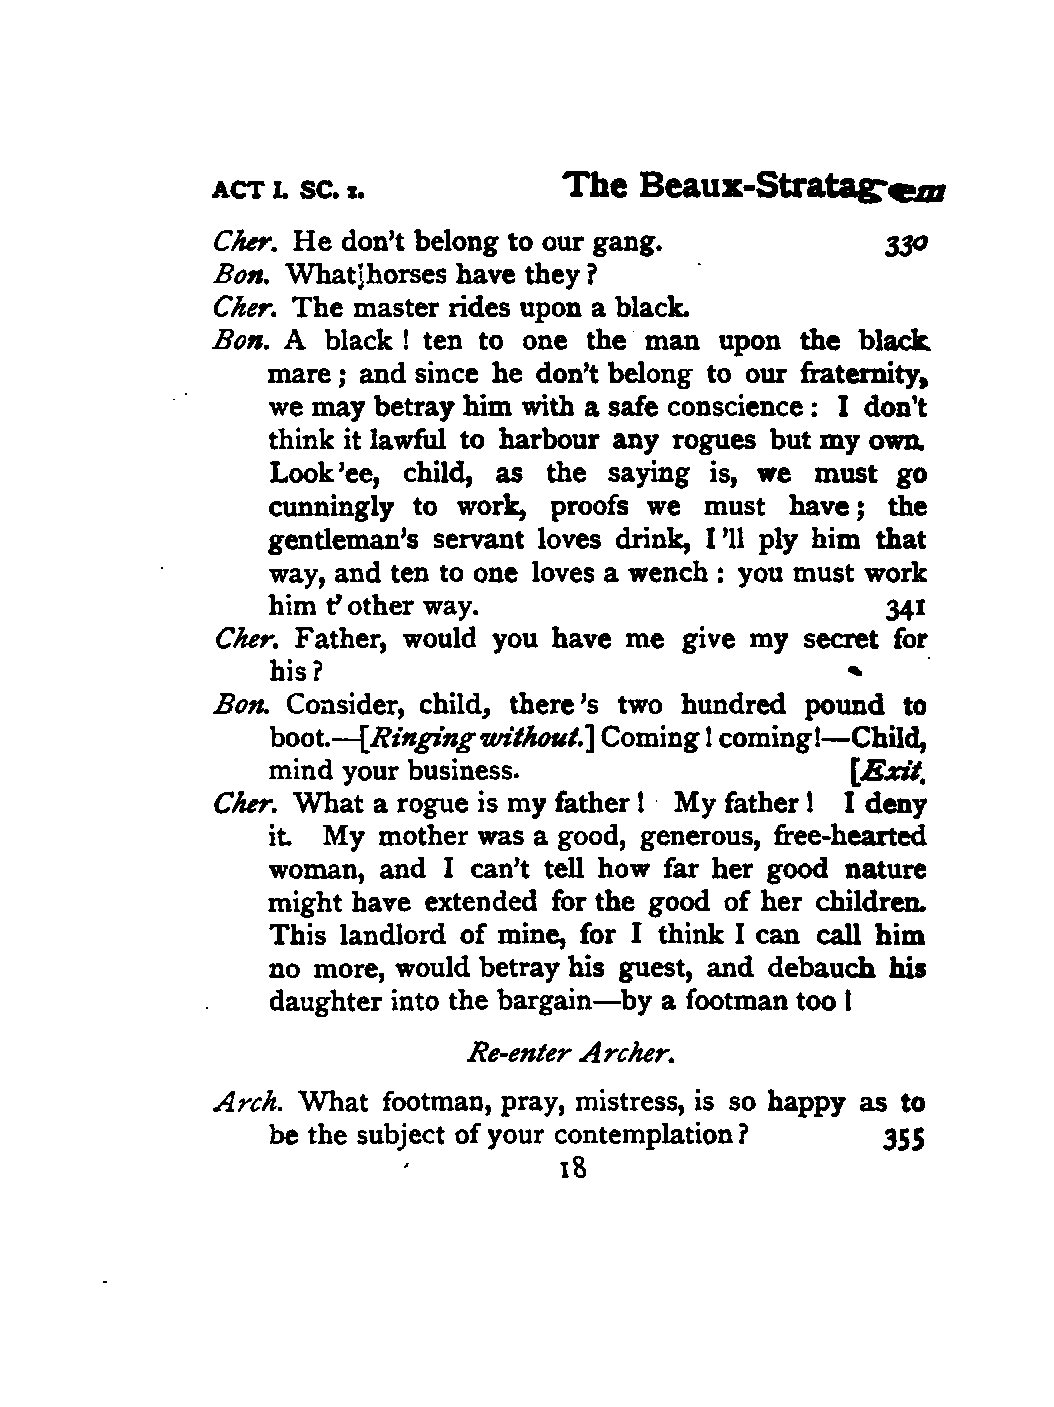 ACT I. SC. 1. The Beaux-Stratagem
Cher. He don't belong to our gang. 330
Bon. What horses have they?
Cher. The master rides upon a black.
Bon. A black! ten to one the man upon the black
mare; and since he don't belong to our fraternity,
we may betray him with a safe conscience: I don't
think it lawful to harbour any rogues but my own.
Look'ee, child, as the saying is, we must go
cunningly to work, proofs we must have; the
gentleman's servant loves drink, I'll ply him that
way, and ten to one loves a wench: you must work
him t'other way. 341
Cher. Father, would you have me give my secret for
his?
Bon. Consider, child, there's two hundred pound to
boot.—[Ringing without.] Coming! coming!—Child,
mind your business. [Exit.
Cher. What a rogue is my father! My father! I deny
it. My mother was a good, generous, free-hearted
woman, and I can't tell how far her good nature
might have extended for the good of her children.
This landlord of mine, for I think I can call him
no more, would betray his guest, and debauch his
daughter into the bargain—by a footman too!
Re-enter Archer.
Arch. What footman, pray, mistress, is so happy as to
be the subject of your contemplation? 355
18